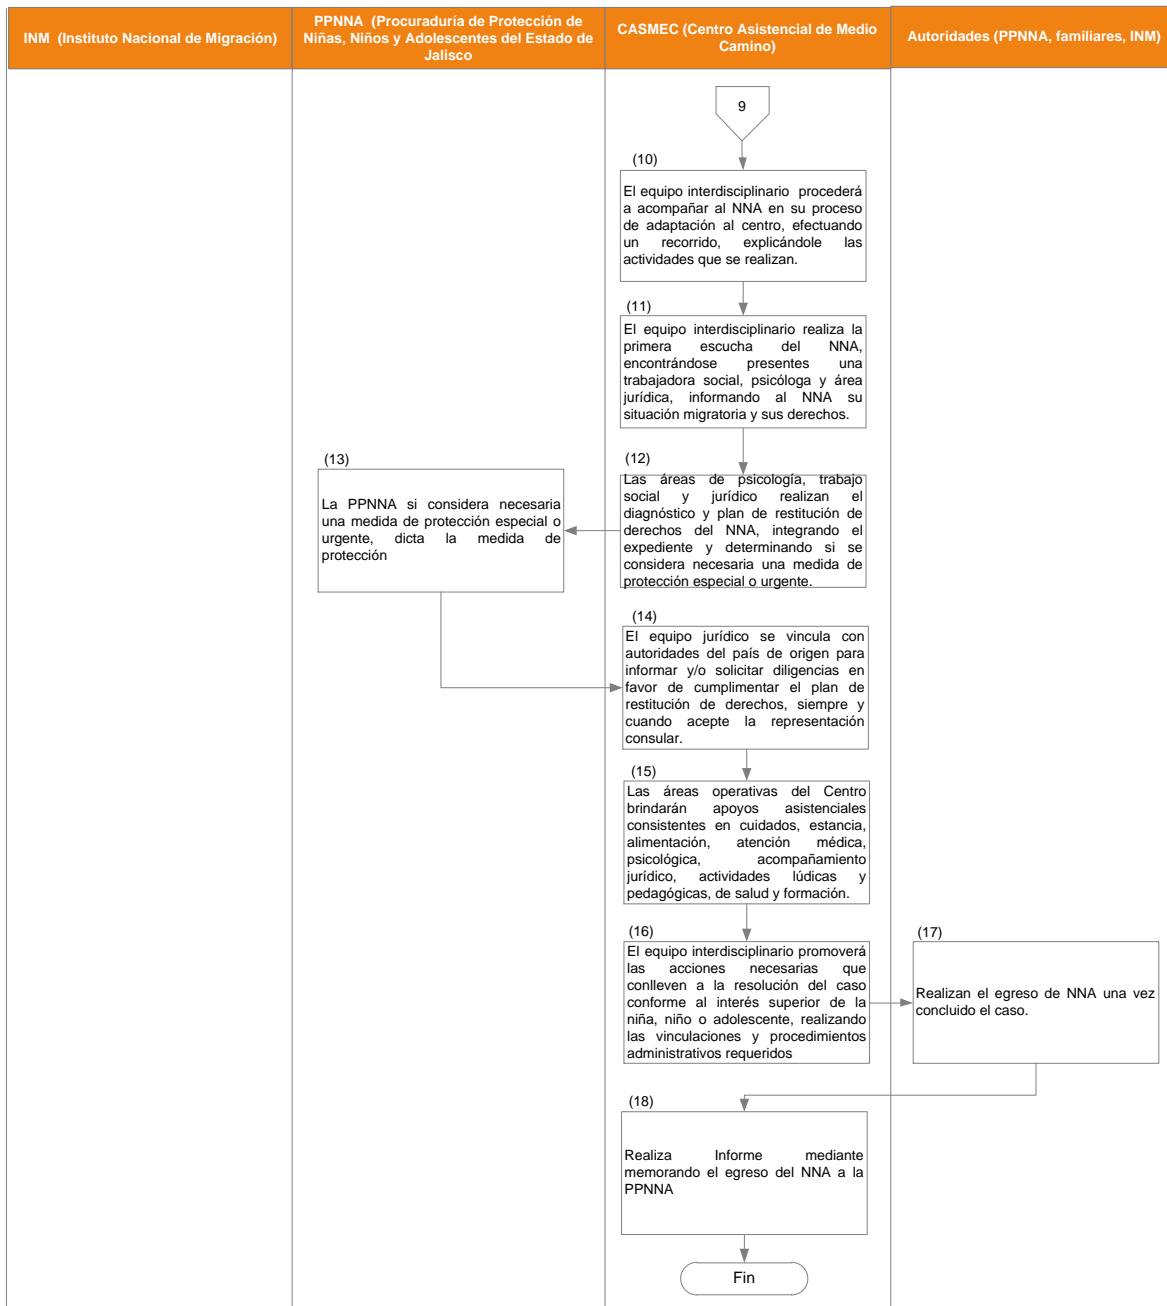 INM (Instituto Nacional de Migración)
PPNNA (Procuraduría de Protección de
Niñas, Niños y Adolescentes del Estado de
Jalisco
CASMEC (Centro Asistencial de Medio
Camino)
Autoridades (PPNNA, familiares, INM)
9
(10)
El equipo interdisciplinario procederá
a acompañar al NNA en su proceso
de adaptación al centro, efectuando
un recorrido, explicándole las
actividades que se realizan.
(11)
El equipo interdisciplinario realiza la
primera escucha del NNA,
encontrándose presentes una
trabajadora social, psicóloga y área
jurídica, informando al NNA su
situación migratoria y sus derechos.
(12)
Las áreas de psicología, trabajo
social y jurídico realizan el
diagnóstico y plan de restitución de
derechos del NNA, integrando el
expediente y determinando si se
considera necesaria una medida de
protección especial o urgente.
(13)
La PPNNA si considera necesaria
una medida de protección especial o
urgente, dicta la medida de
protección
(14)
El equipo jurídico se vincula con
autoridades del país de origen para
informar y/o solicitar diligencias en
favor de cumplimentar el plan de
restitución de derechos, siempre y
cuando acepte la representación
consular.
(15)
Las áreas operativas del Centro
brindarán apoyos asistenciales
consistentes en cuidados, estancia,
alimentación, atención médica,
psicológica, acompañamiento
jurídico, actividades lúdicas y
pedagógicas, de salud y formación.
(16)
El equipo interdisciplinario promoverá
las acciones necesarias que
conlleven a la resolución del caso
conforme al interés superior de la
niña, niño o adolescente, realizando
las vinculaciones y procedimientos
administrativos requeridos
(17)
Realizan el egreso de NNA una vez
concluido el caso.
(18)
Realiza Informe mediante
memorando el egreso del NNA a la
PPNNA
Fin